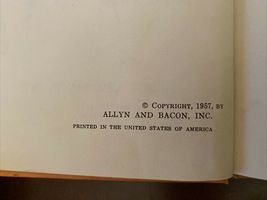 © Copyright, 1957, by
ALLYN AND BACON, INC.
PRINTED IN THE UNITED STATES OF AMERICA